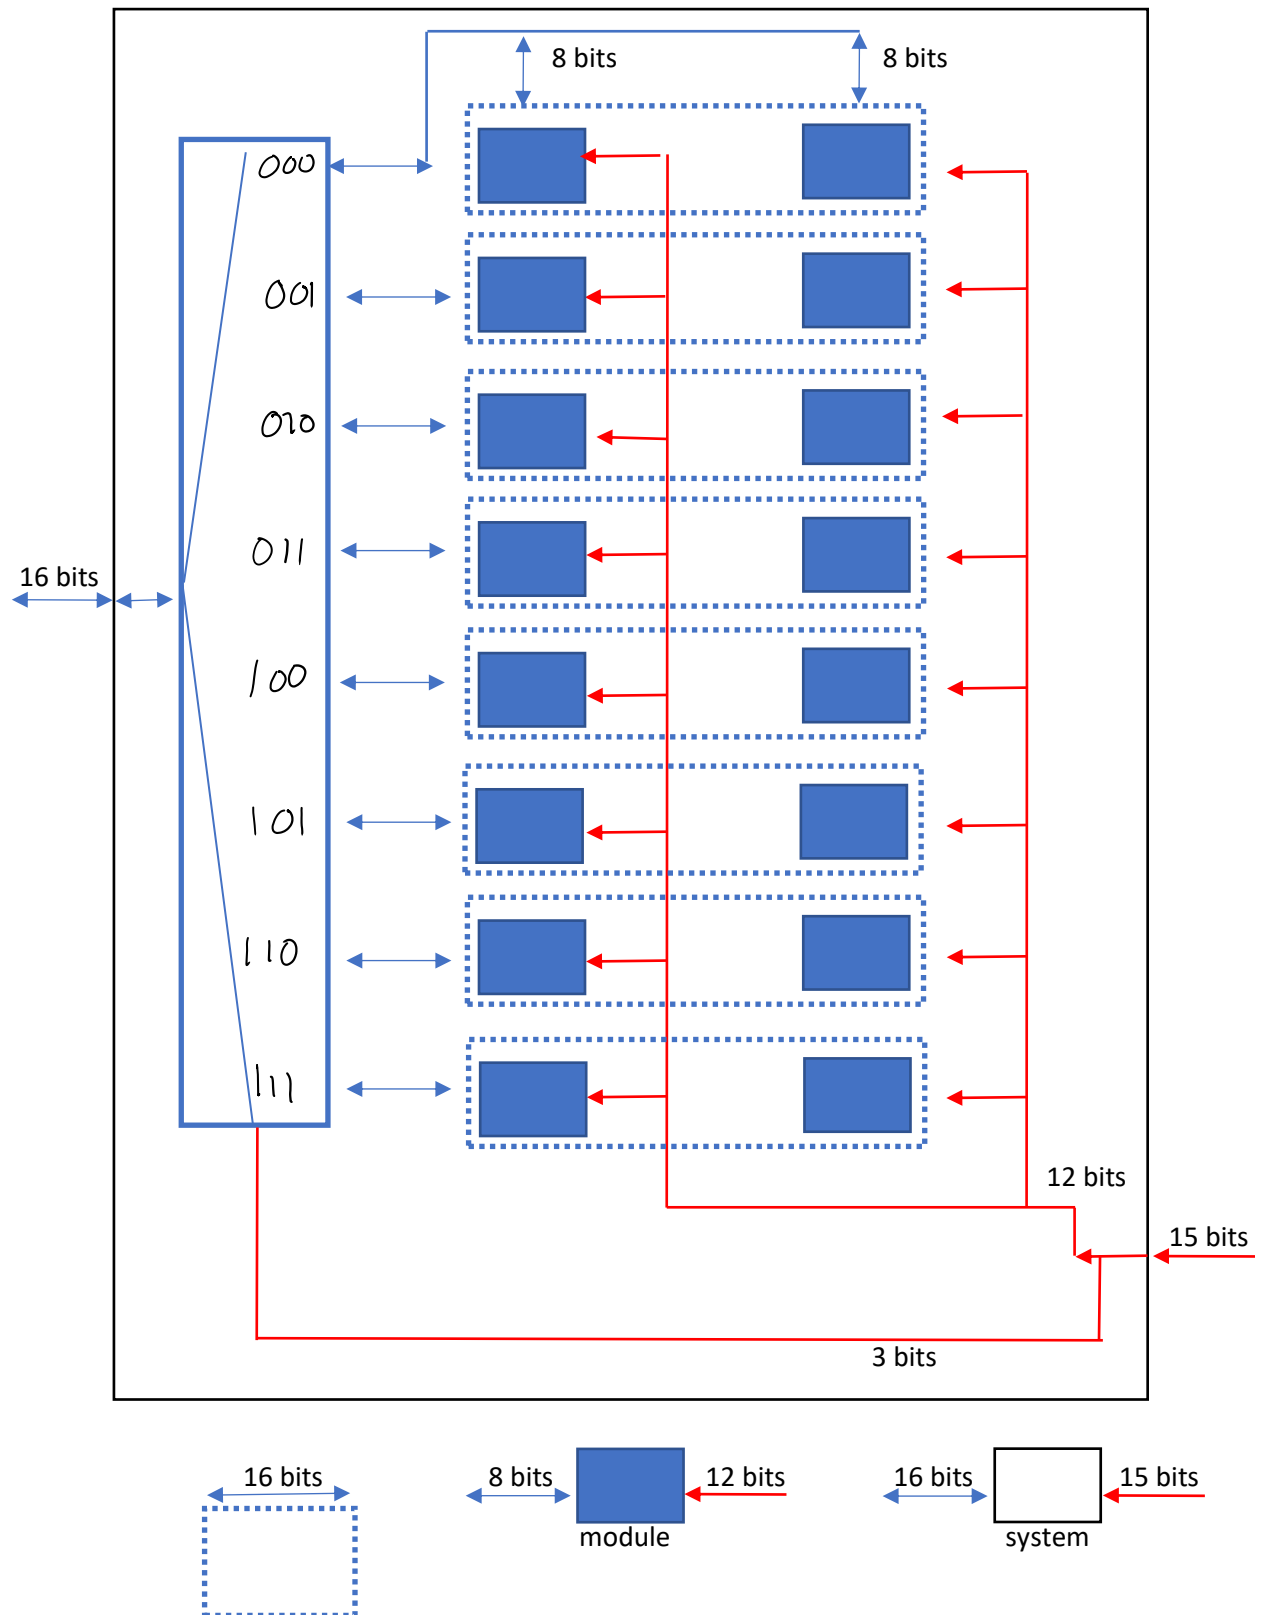 8 bits 8 bits
000
001
010
011
16 bits
100
101
110
111
12 bits
15 bits
3 bits
16 bits 8 bits 12 bits 16 bits 15 bits
module system